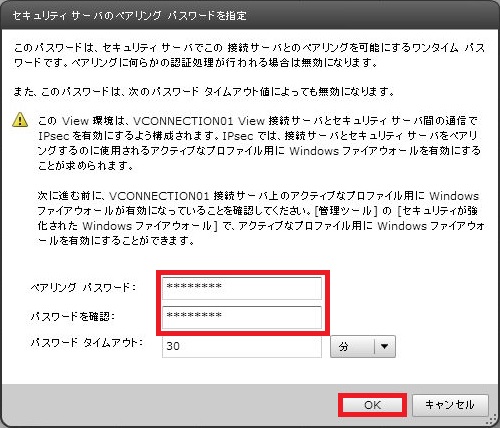 セキュリティ サーバのペアリング パスワードを指定
このパスワードは、セキュリティ サーバでこの 接続サーバとのペアリングを可能にするワンタイム パス
ワードです。ペアリングに何らかの認証処理が行われる場合は無効になります。
また、このパスワードは、次のパスワード タイムアウト値によっても無効になります。
この View 環境は、VCONNECTION01 View 接続サーバとセキュリティ サーバ間の通信で
IPsec を有効にするよう構成されます。IPsec では、接続サーバとセキュリティ サーバをペアリ
ングするのに使用されるアクティブなプロファイル用に Windows ファイアウォールを有効にするこ
とが求められます。
次に進む前に、VCONNECTION01 接続サーバ上のアクティブなプロファイル用に Windows
ファイアウォールが有効になっていることを確認してください。[管理ツール] の [セキュリティが強
化された Windows ファイアウォール] で、アクティブなプロファイル用に Windows ファイアウォ
ールを有効にすることができます。
ペアリング パスワード: ********
パスワードを確認: ********
パスワード タイムアウト: 30 分
OK キャンセル